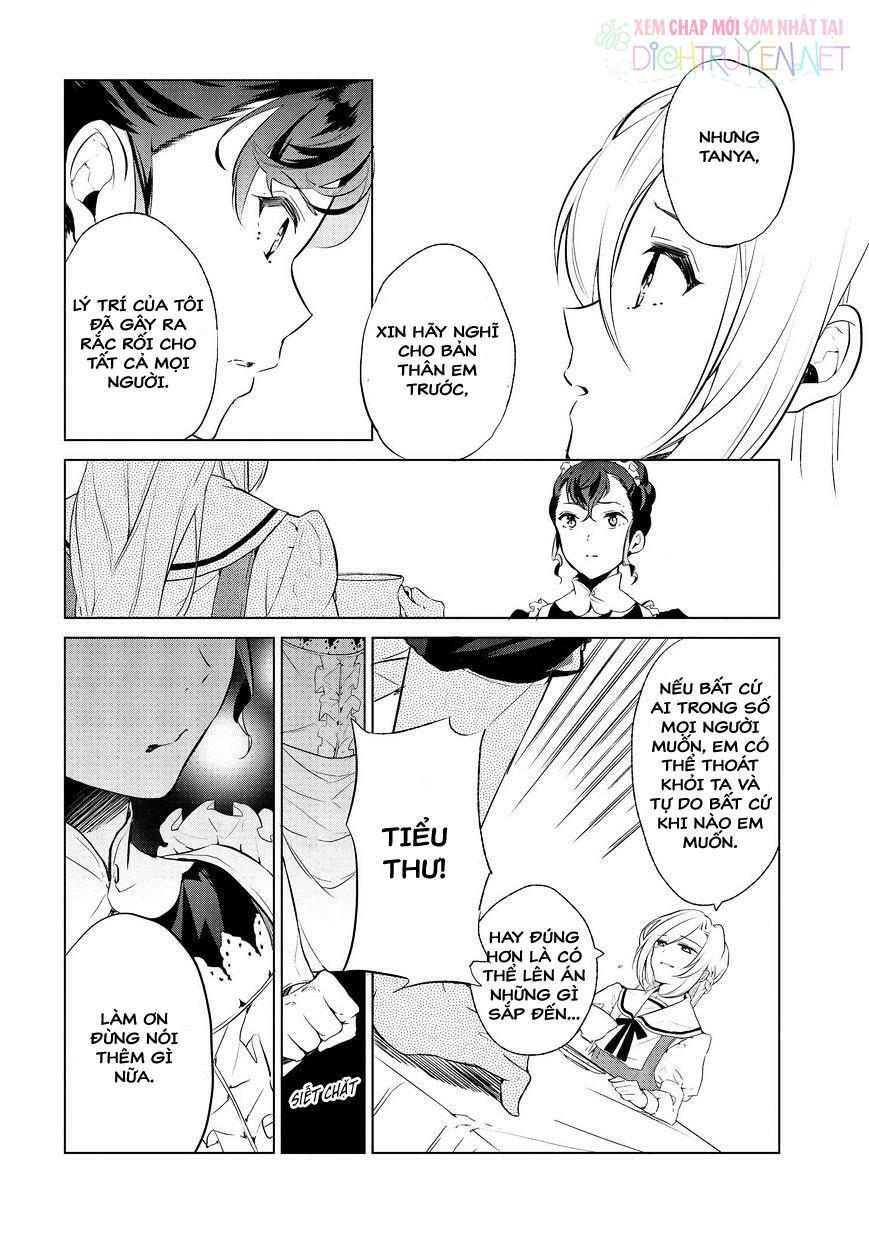 XEM CHAP MỚI SỚM NHẤT TẠI
DICHTRUYEN.NET
NHƯNG
TANYA,
XIN HÃY NGHĨ
CHO BẢN
THÂN EM
TRƯỚC,
LÝ TRÍ CỦA TÔI
ĐÃ GÂY RA
RẮC RỐI CHO
TẤT CẢ MỌI
NGƯỜI.
NẾU BẤT CỨ
AI TRONG SỐ
MỌI NGƯỜI
MUỐN, EM CÓ
THỂ THOÁT
KHỎI TA VÀ
TỰ DO BẤT CỨ
KHI NÀO EM
MUỐN.
HAY ĐÚNG
HƠN LÀ CÓ
THỂ LÊN ÁN
NHỮNG GÌ
SẮP ĐẾN...
TIỂU
THƯ!
SIẾT CHẶT
LÀM ƠN
ĐỪNG NÓI
THÊM GÌ
NỮA.